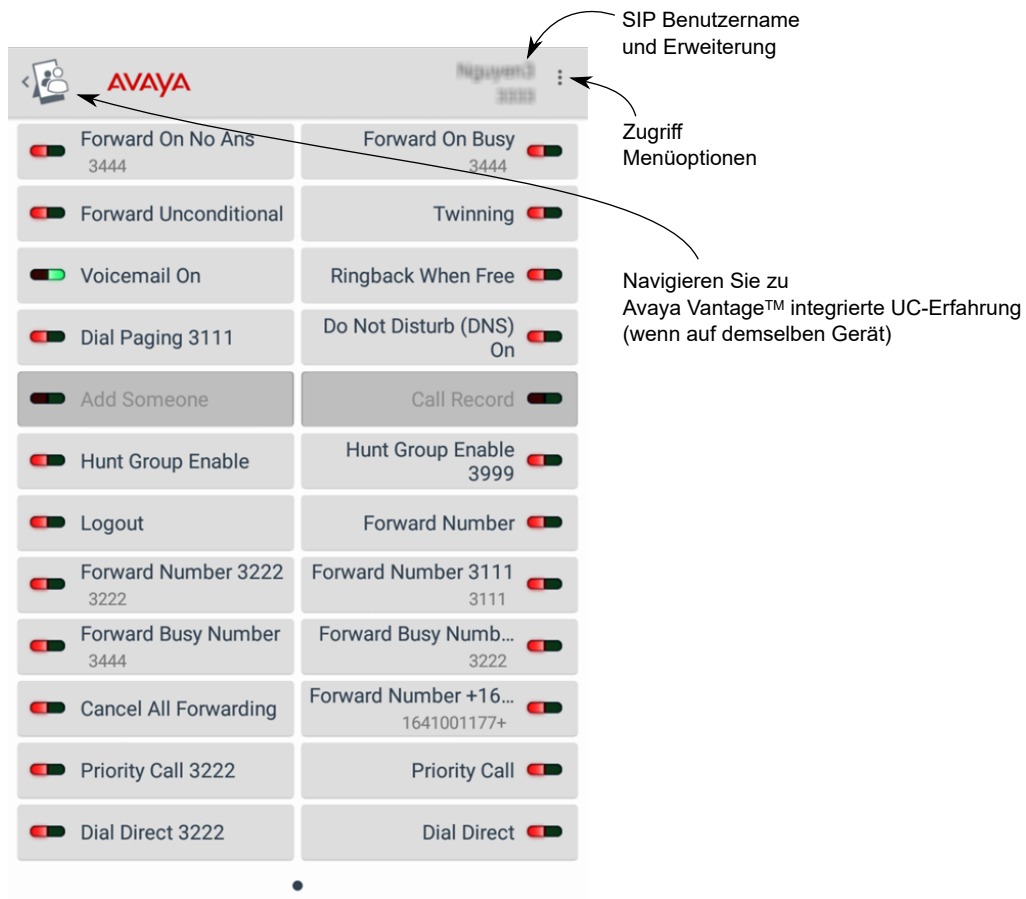 SIP Benutzername
und Erweiterung
AVAYA
Zugriff
Menüoptionen
Forward On No Ans
3444
Forward On Busy
3444
Forward Unconditional
Twinning
Navigieren Sie zu
Avaya Vantage™ integrierte UC-Erfahrung
(wenn auf demselben Gerät)
Voicemail On
Ringback When Free
Dial Paging 3111
Do Not Disturb (DNS)
On
Add Someone
Call Record
Hunt Group Enable
Hunt Group Enable
3999
Logout
Forward Number
Forward Number 3222
3222
Forward Number 3111
3111
Forward Busy Number
3444
Forward Busy Numb...
3222
Cancel All Forwarding
Forward Number +16...
1641001177+
Priority Call 3222
Priority Call
Dial Direct 3222
Dial Direct